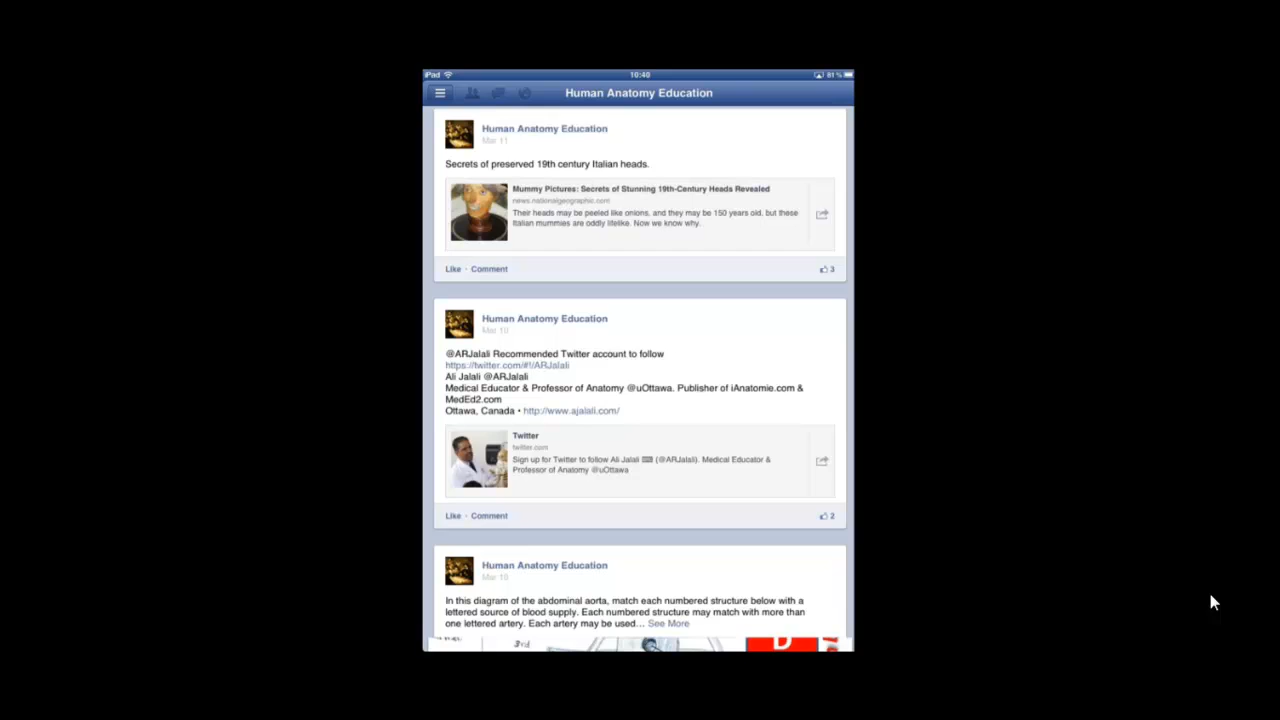 iPad 10:40 81 %
Human Anatomy Education
Human Anatomy Education
Mar 11
Secrets of preserved 19th century Italian heads.
Mummy Pictures: Secrets of Stunning 19th-Century Heads Revealed
news.nationalgeographic.com
Their heads may be peeled like onions, and they may be 150 years old, but these
Italian mummies are oddly lifelike. Now we know why.
Like · Comment 3
Human Anatomy Education
Mar 10
@ARJalali Recommended Twitter account to follow
https://twitter.com/#!/ARJalali
Ali Jalali @ARJalali
Medical Educator & Professor of Anatomy @uOttawa. Publisher of iAnatomie.com &
MedEd2.com
Ottawa, Canada • http://www.ajalali.com/
Twitter
twitter.com
Sign up for Twitter to follow Ali Jalali (@ARJalali). Medical Educator &
Professor of Anatomy @uOttawa
Like · Comment 2
Human Anatomy Education
Mar 10
In this diagram of the abdominal aorta, match each numbered structure below with a
lettered source of blood supply. Each numbered structure may match with more than
one lettered artery. Each artery may be used... See More
3rd D